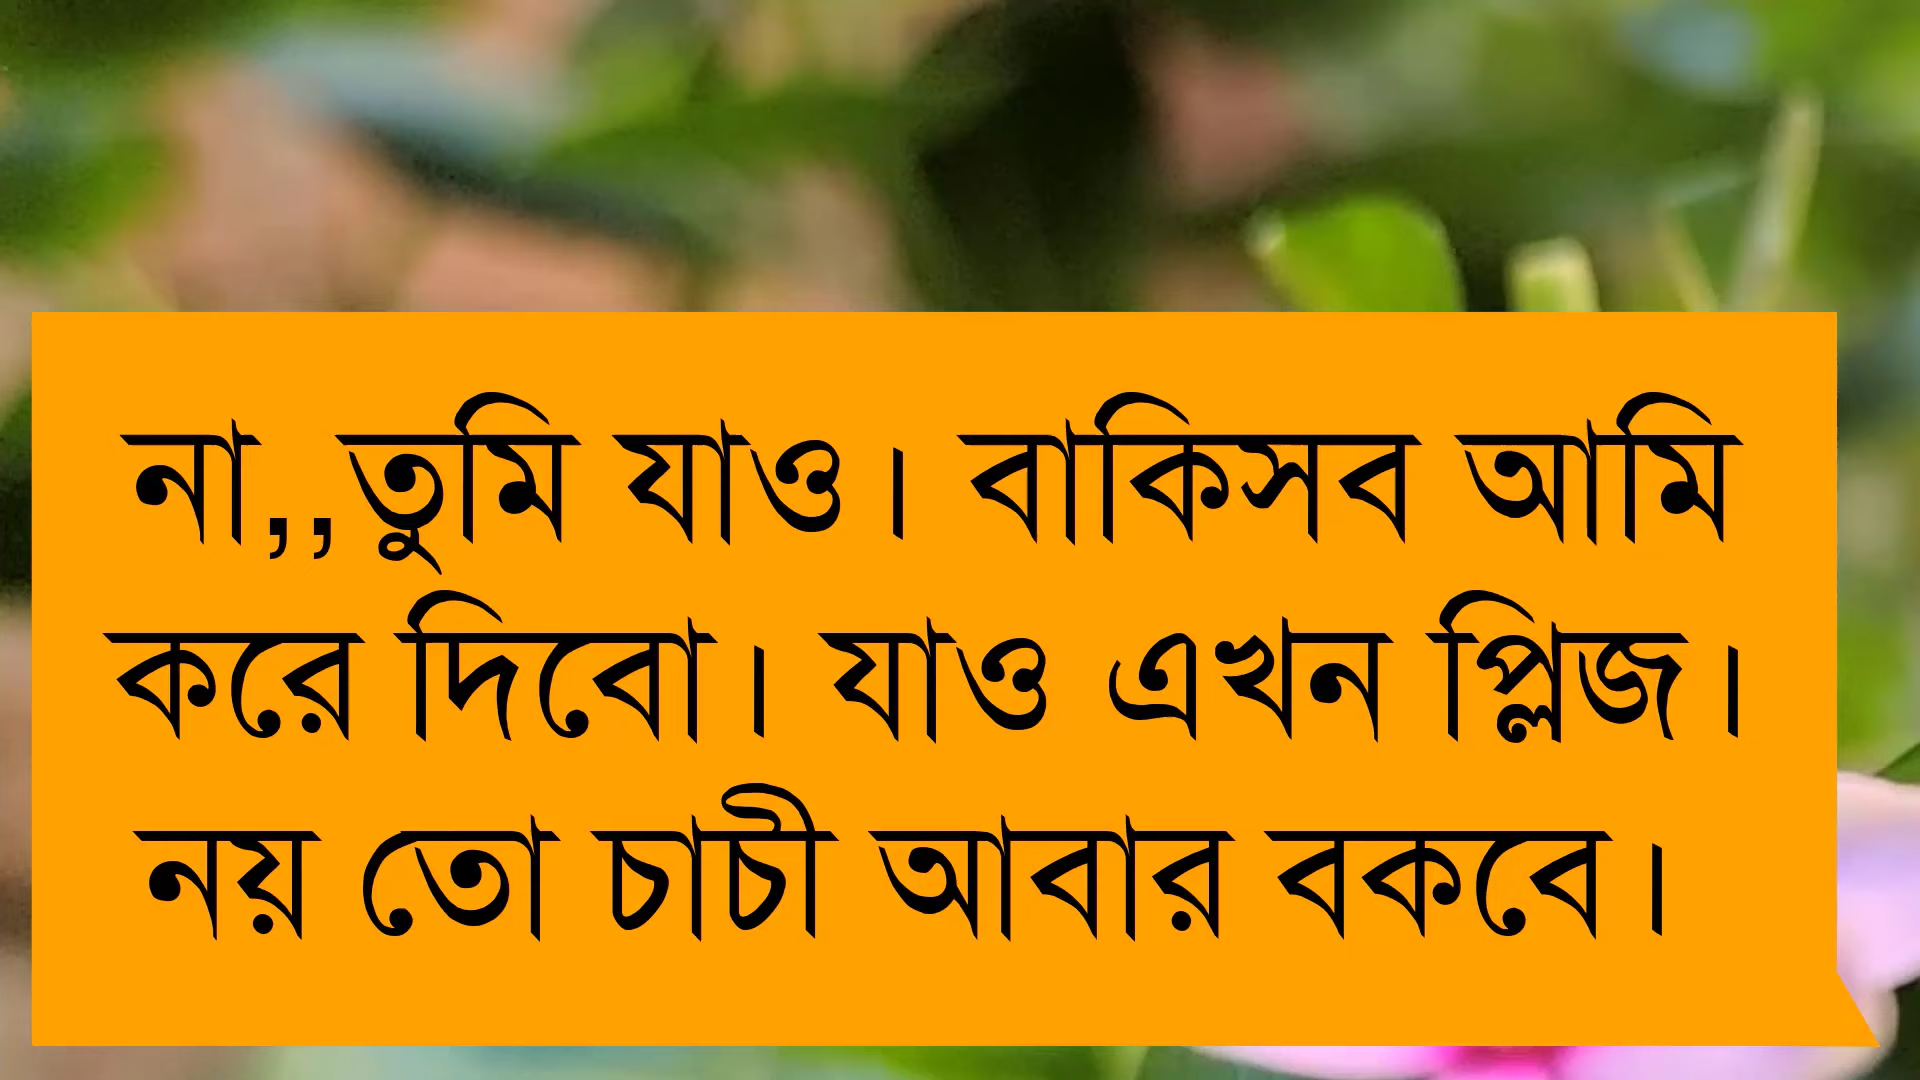 না,,তুমি যাও। বাকিসব আমি
করে দিবো। যাও এখন প্লিজ।
নয় তো চাচী আবার বকবে।